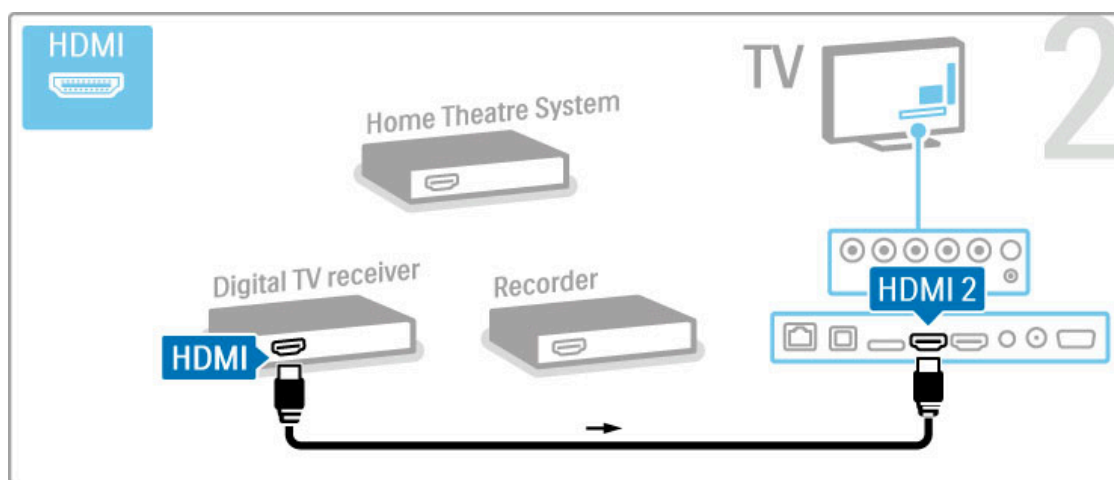 HDMI
TV
2
Home Theatre System
Digital TV receiver
Recorder
HDMI 2
HDMI